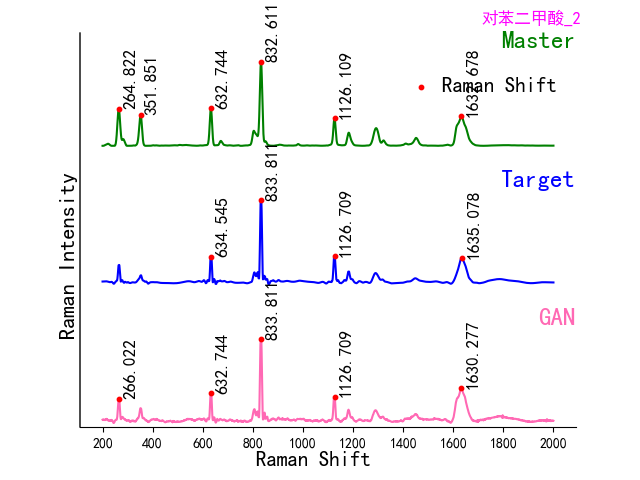 对苯二甲酸_2
Master
Raman Shift
264.822
351.851
632.744
832.611
1126.109
Target
634.545
833.811
1126.709
1635.078
GAN
266.022
632.744
833.811
1126.709
1630.277
Raman Intensity
200 400 600 800 1000 1200 1400 1600 1800 2000
Raman Shift